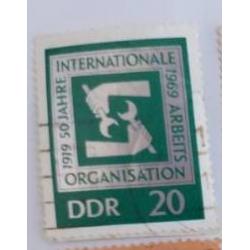 1919 50 JAHRE
INTERNATIONALE
1969 ARBEITS
ORGANISATION
DDR 20